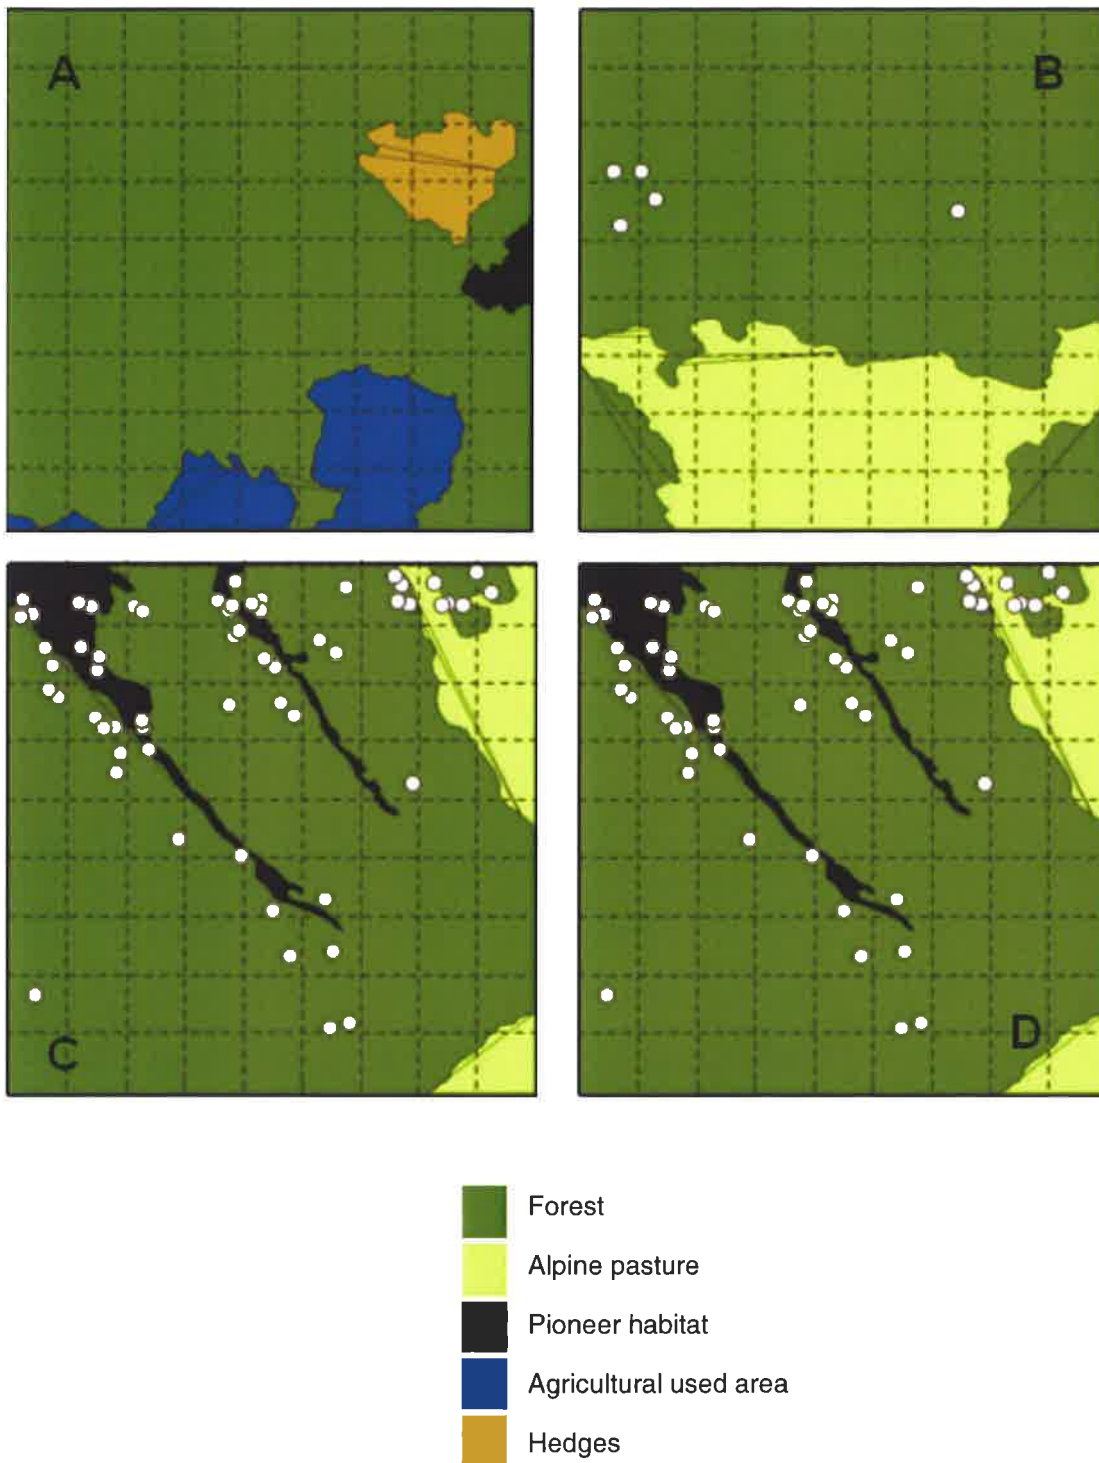 A
B
C
D
Forest
Alpine pasture
Pioneer habitat
Agricultural used area
Hedges